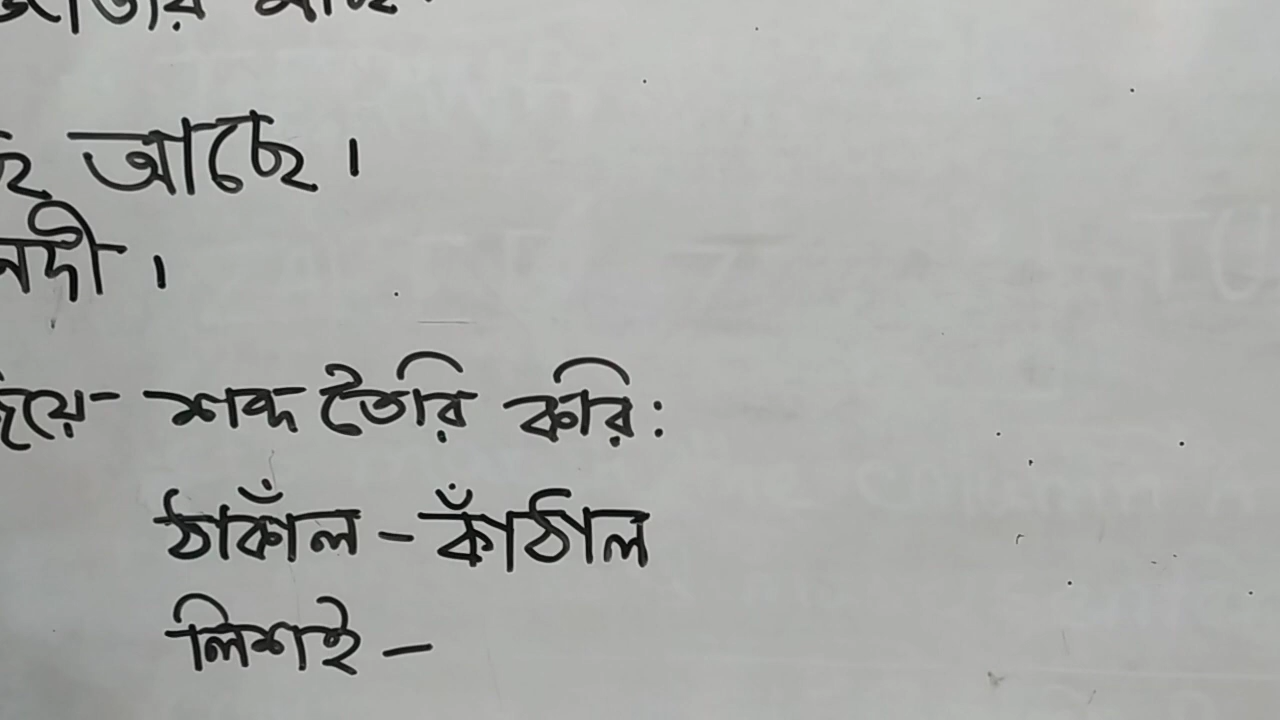 আছে।
নদী।
শব্দ তৈরি করি:
ঠাকাঁল - কাঁঠাল
লিশই -